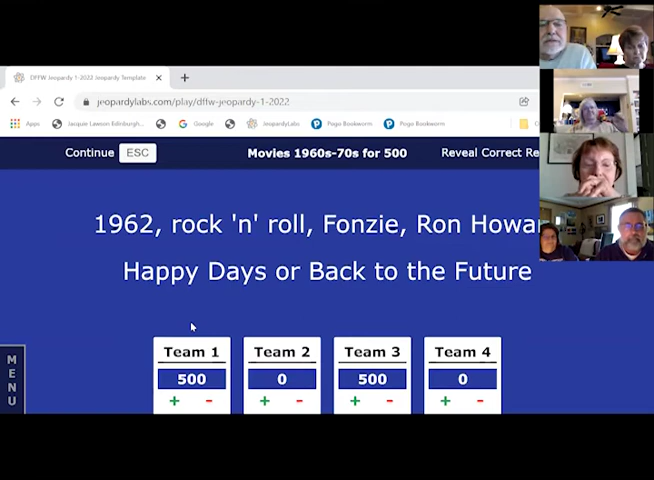 DFFW Jeopardy 1-2022 Jeopardy Template
jeopardylabs.com/play/dffw-jeopardy-1-2022
Apps Jacquie Lawson Edinburgh... Google JeopardyLabs Pogo Bookworm Pogo Bookworm
Continue ESC Movies 1960s-70s for 500 Reveal Correct Re
1962, rock 'n' roll, Fonzie, Ron Howar
Happy Days or Back to the Future
MENU
Team 1 Team 2 Team 3 Team 4
500 0 500 0
+ - + - + - + -